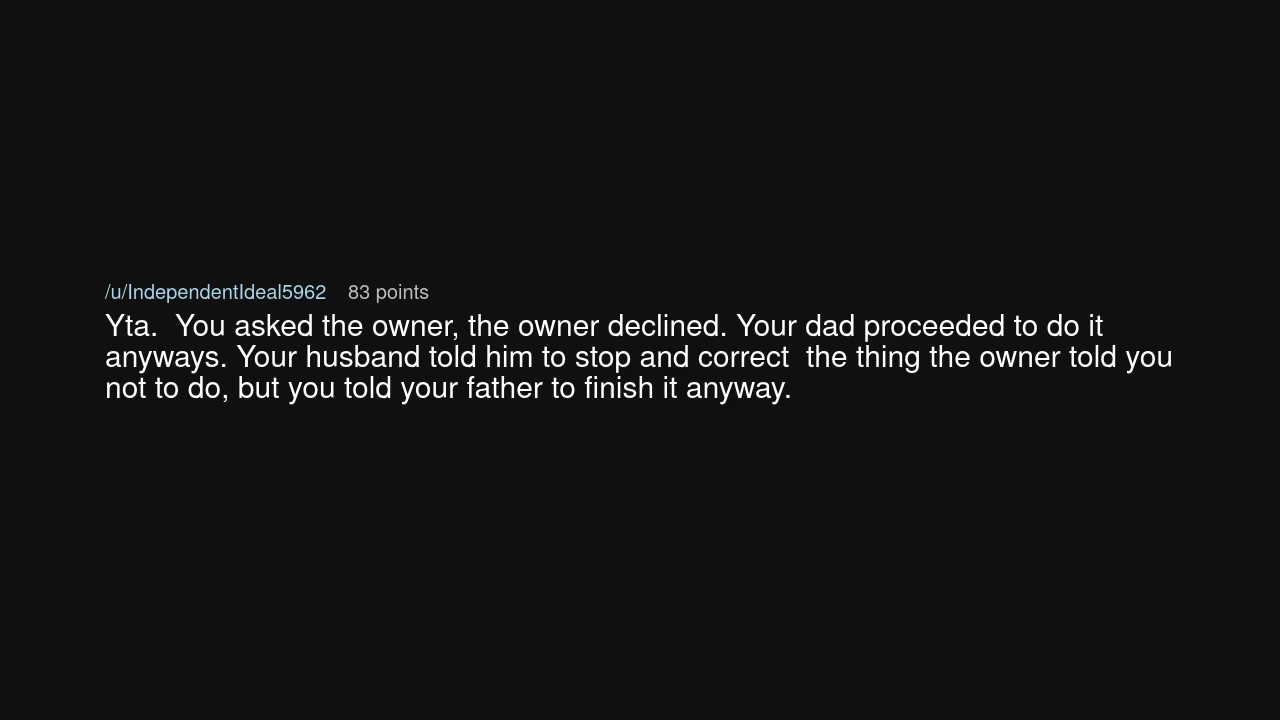 /u/IndependentIdeal5962    83 points
Yta.  You asked the owner, the owner declined. Your dad proceeded to do it
anyways. Your husband told him to stop and correct  the thing the owner told you
not to do, but you told your father to finish it anyway.